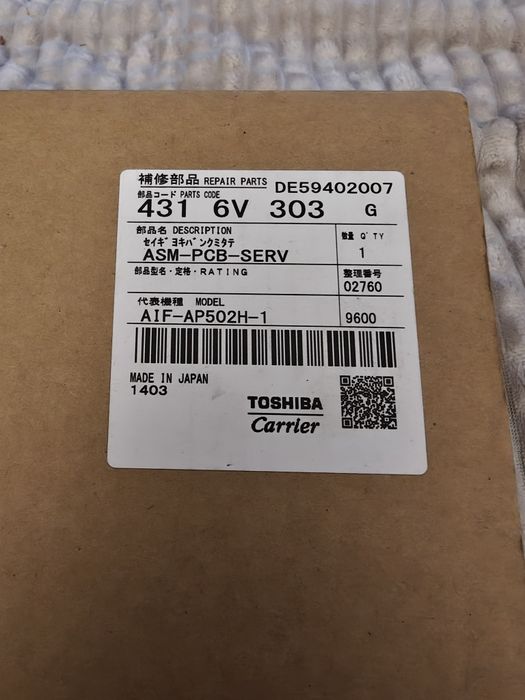 補修部品 REPAIR PARTS DE59402007
部品コード PARTS CODE
431 6V 303 G
部品名 DESCRIPTION 数量 Q'TY
セイギヨキバンクミタテ
ASM-PCB-SERV 1
部品型名・定格・RATING 整理番号
02760
代表機種 MODEL
AIF-AP502H-1 9600
MADE IN JAPAN
1403
TOSHIBA
Carrier